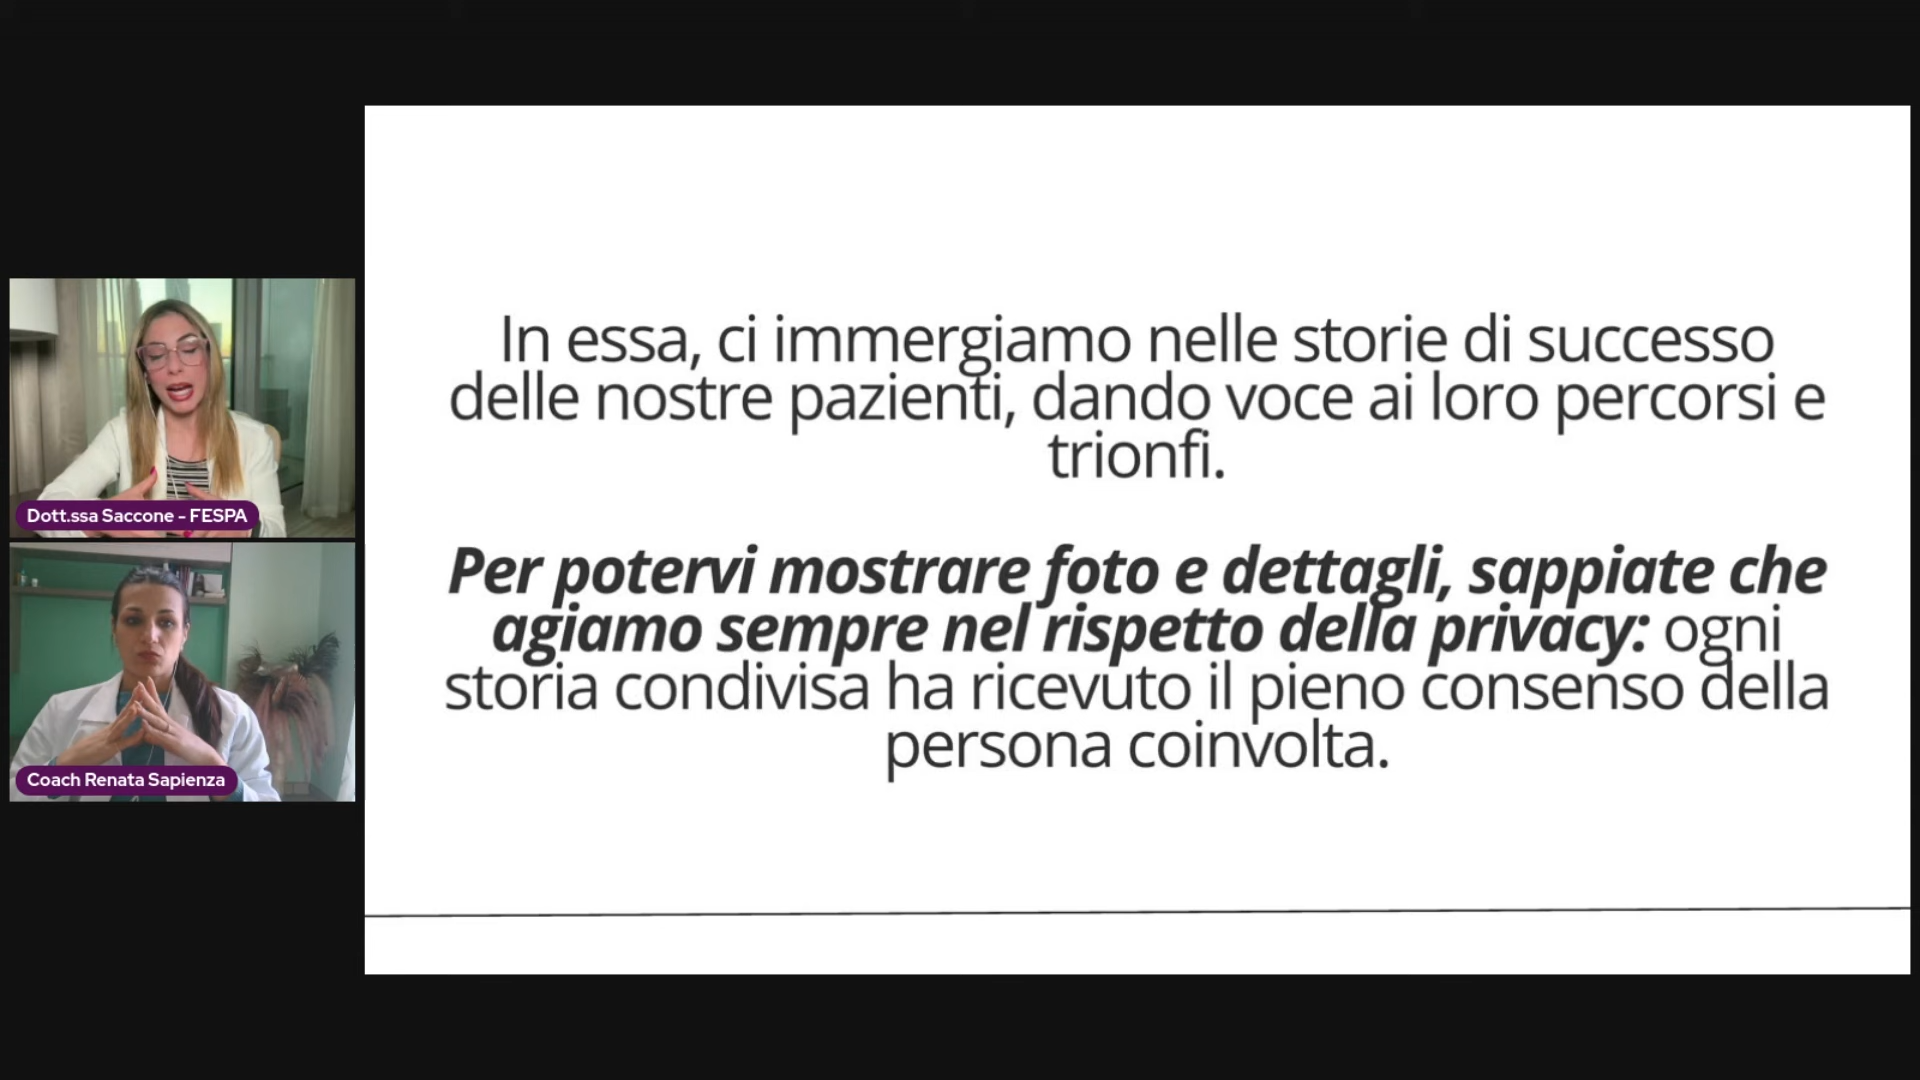 In essa, ci immergiamo nelle storie di successo
delle nostre pazienti, dando voce ai loro percorsi e
trionfi.
Per potervi mostrare foto e dettagli, sappiate che
agiamo sempre nel rispetto della privacy: ogni
storia condivisa ha ricevuto il pieno consenso della
persona coinvolta.
Dott.ssa Saccone - FESPA
Coach Renata Sapienza